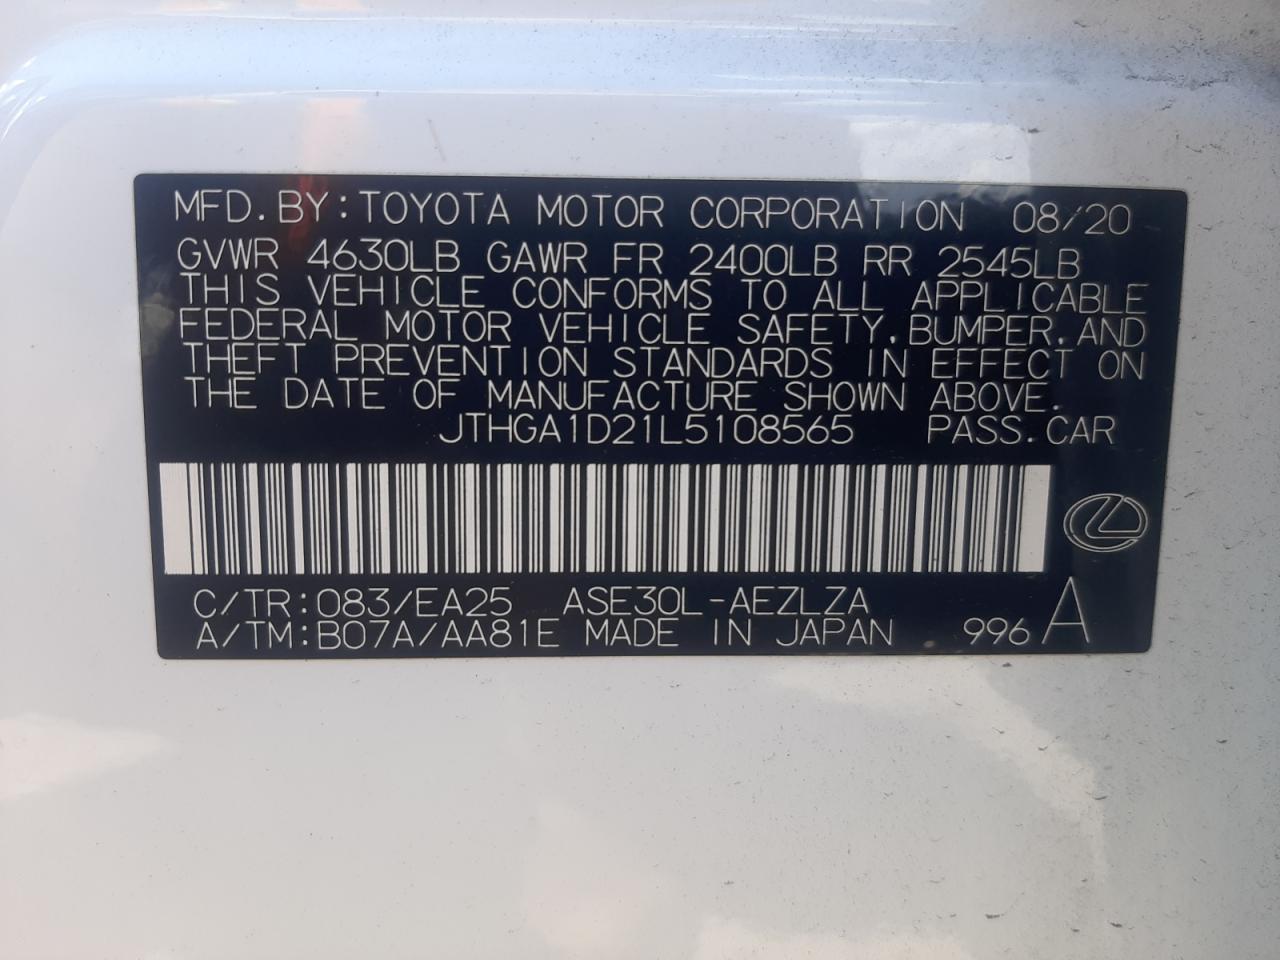 MFD. BY: TOYOTA MOTOR CORPORATION 08/20
GVWR 4630LB GAWR FR 2400LB RR 2545LB
THIS VEHICLE CONFORMS TO ALL APPLICABLE
FEDERAL MOTOR VEHICLE SAFETY, BUMPER, AND
THEFT PREVENTION STANDARDS IN EFFECT ON
THE DATE OF MANUFACTURE SHOWN ABOVE.
JTHGA1D21L5108565 PASS. CAR
C/TR: 083/EA25 ASE30L-AEZLZA
A/TM: B07A/AA81E MADE IN JAPAN 996 A